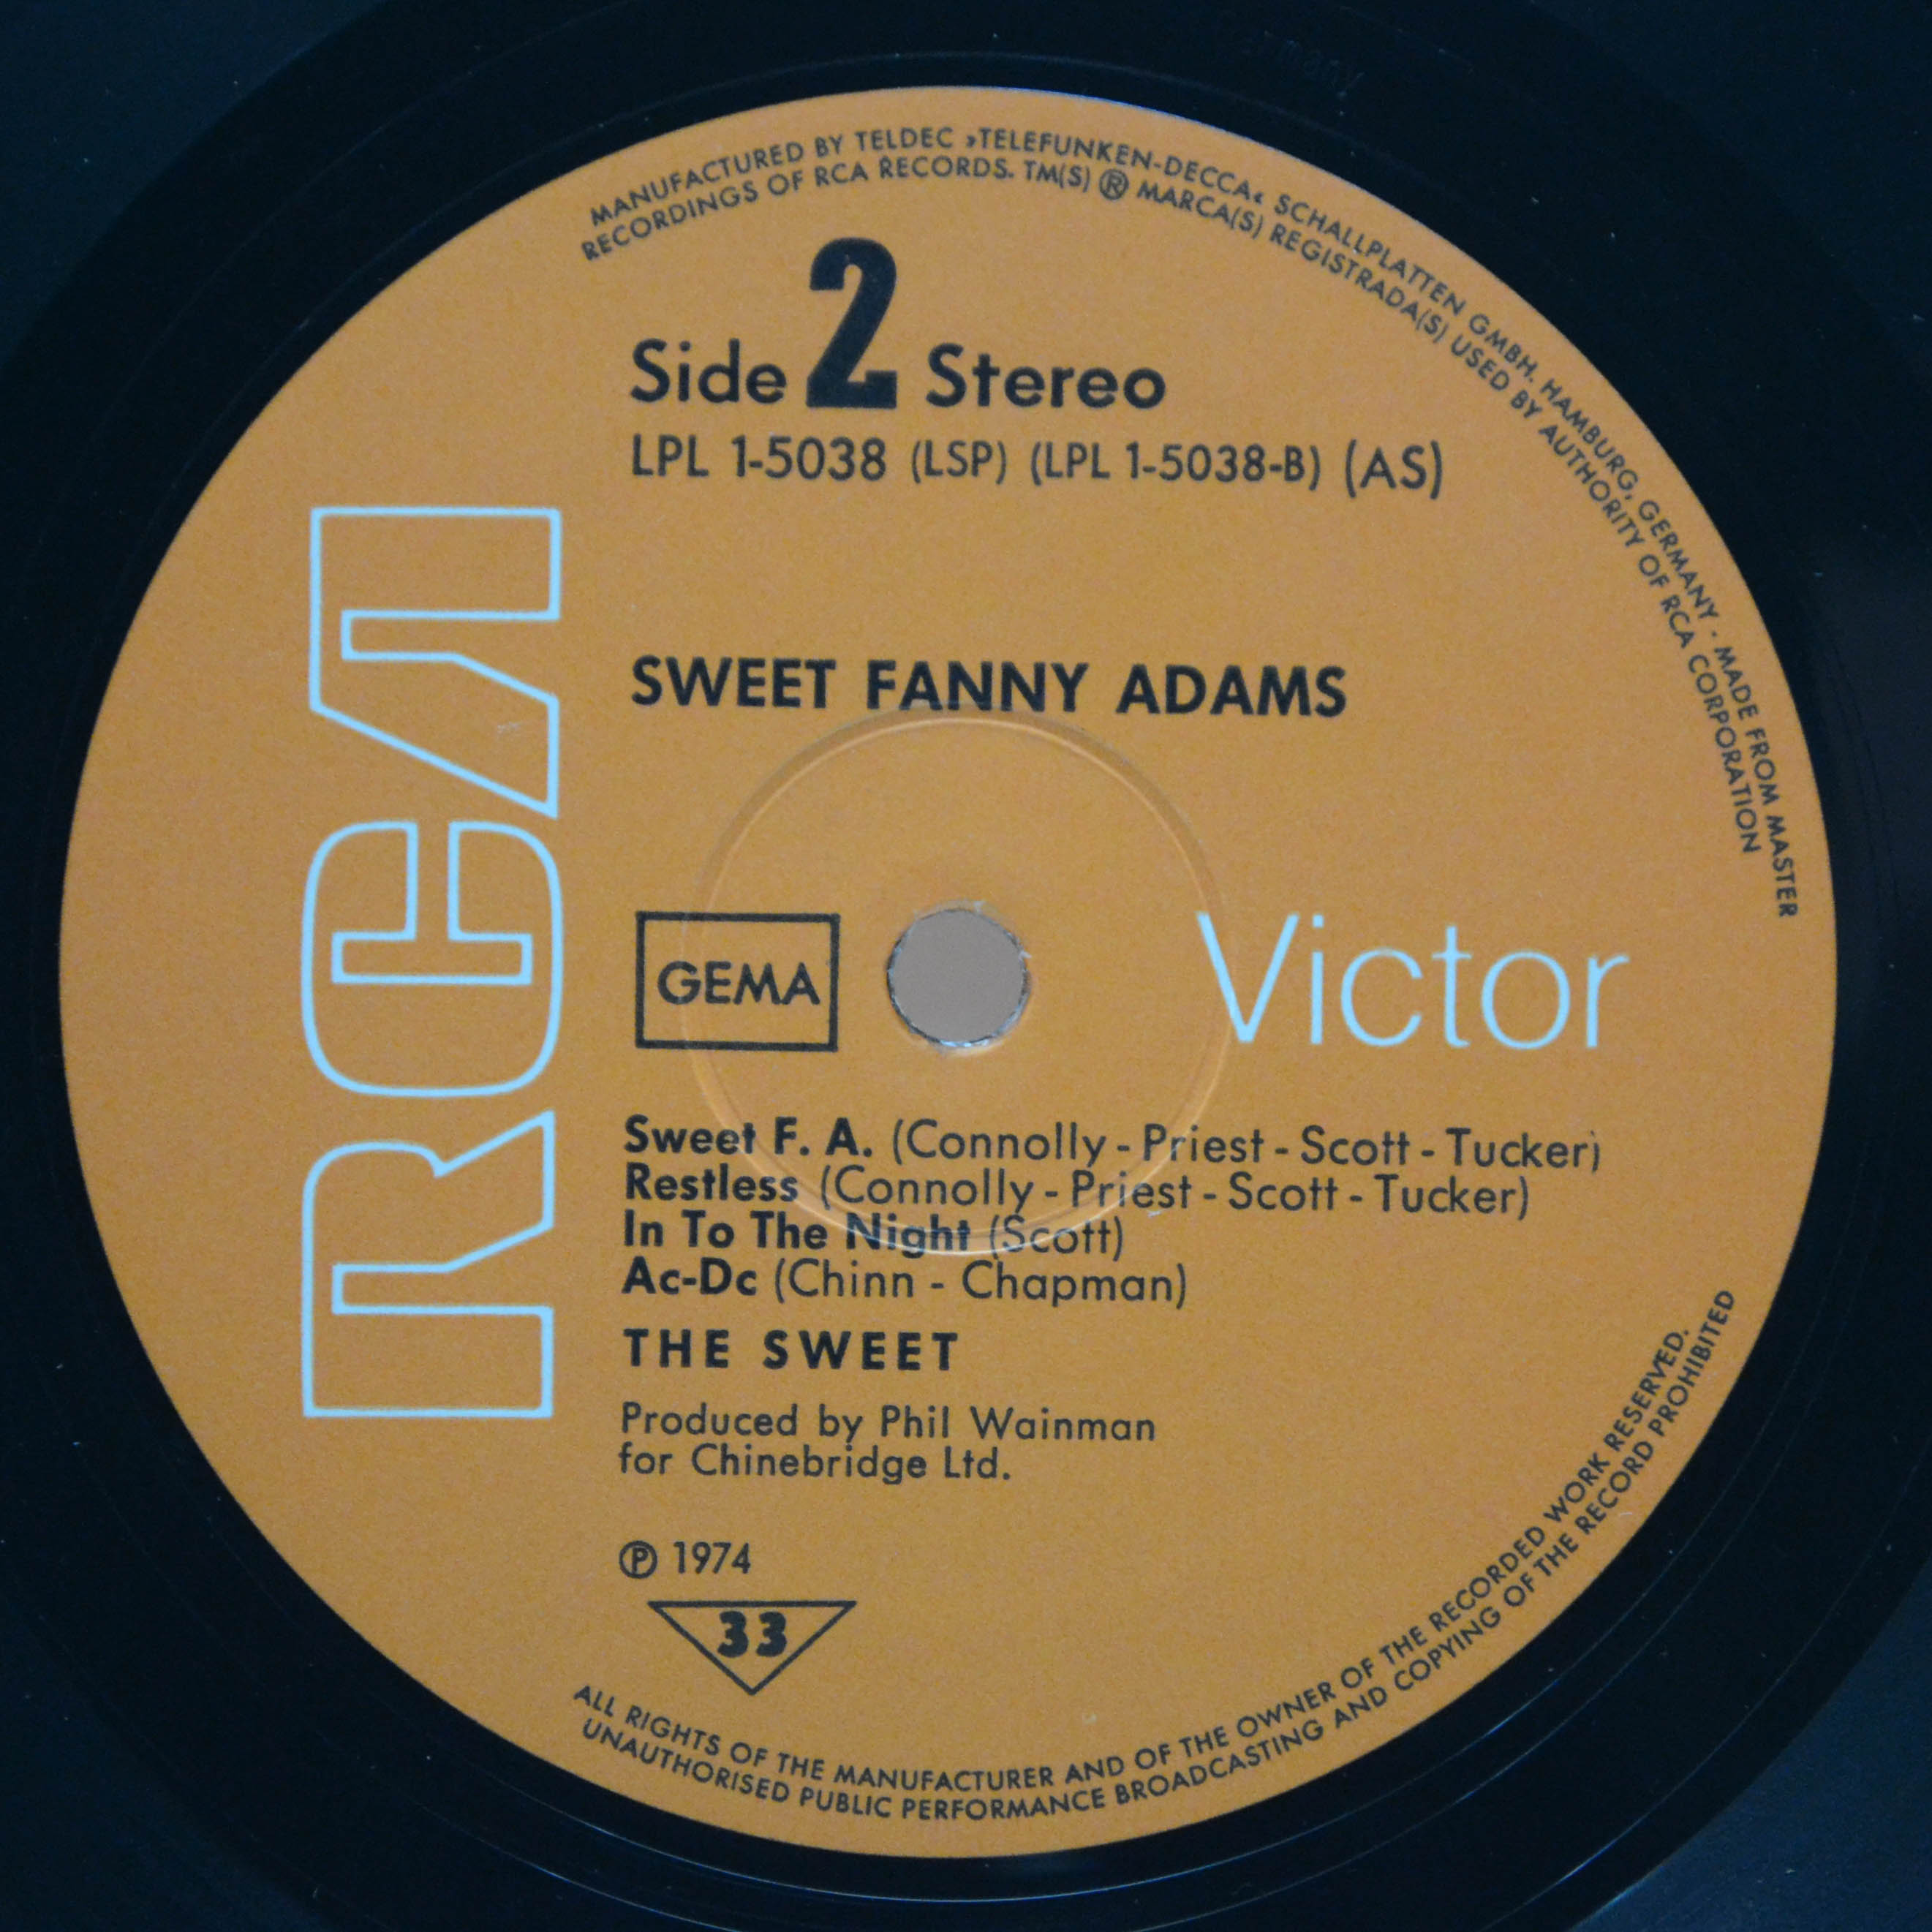 MANUFACTURED BY TELDEC »TELEFUNKEN-DECCA« SCHALLPLATTEN GMBH. HAMBURG, GERMANY · MADE FROM MASTER
RECORDINGS OF RCA RECORDS. TM(S) ® MARCA(S) REGISTRADA(S) USED BY AUTHORITY OF RCA CORPORATION
Side 2 Stereo
LPL 1-5038 (LSP) (LPL 1-5038-B) (AS)
RCA
SWEET FANNY ADAMS
GEMA
Victor
Sweet F. A. (Connolly - Priest - Scott - Tucker)
Restless (Connolly - Priest - Scott - Tucker)
In To The Night (Scott)
Ac-Dc (Chinn - Chapman)
THE SWEET
Produced by Phil Wainman
for Chinebridge Ltd.
℗ 1974
33
ALL RIGHTS OF THE MANUFACTURER AND OF THE OWNER OF THE RECORDED WORK RESERVED.
UNAUTHORISED PUBLIC PERFORMANCE BROADCASTING AND COPYING OF THE RECORD PROHIBITED